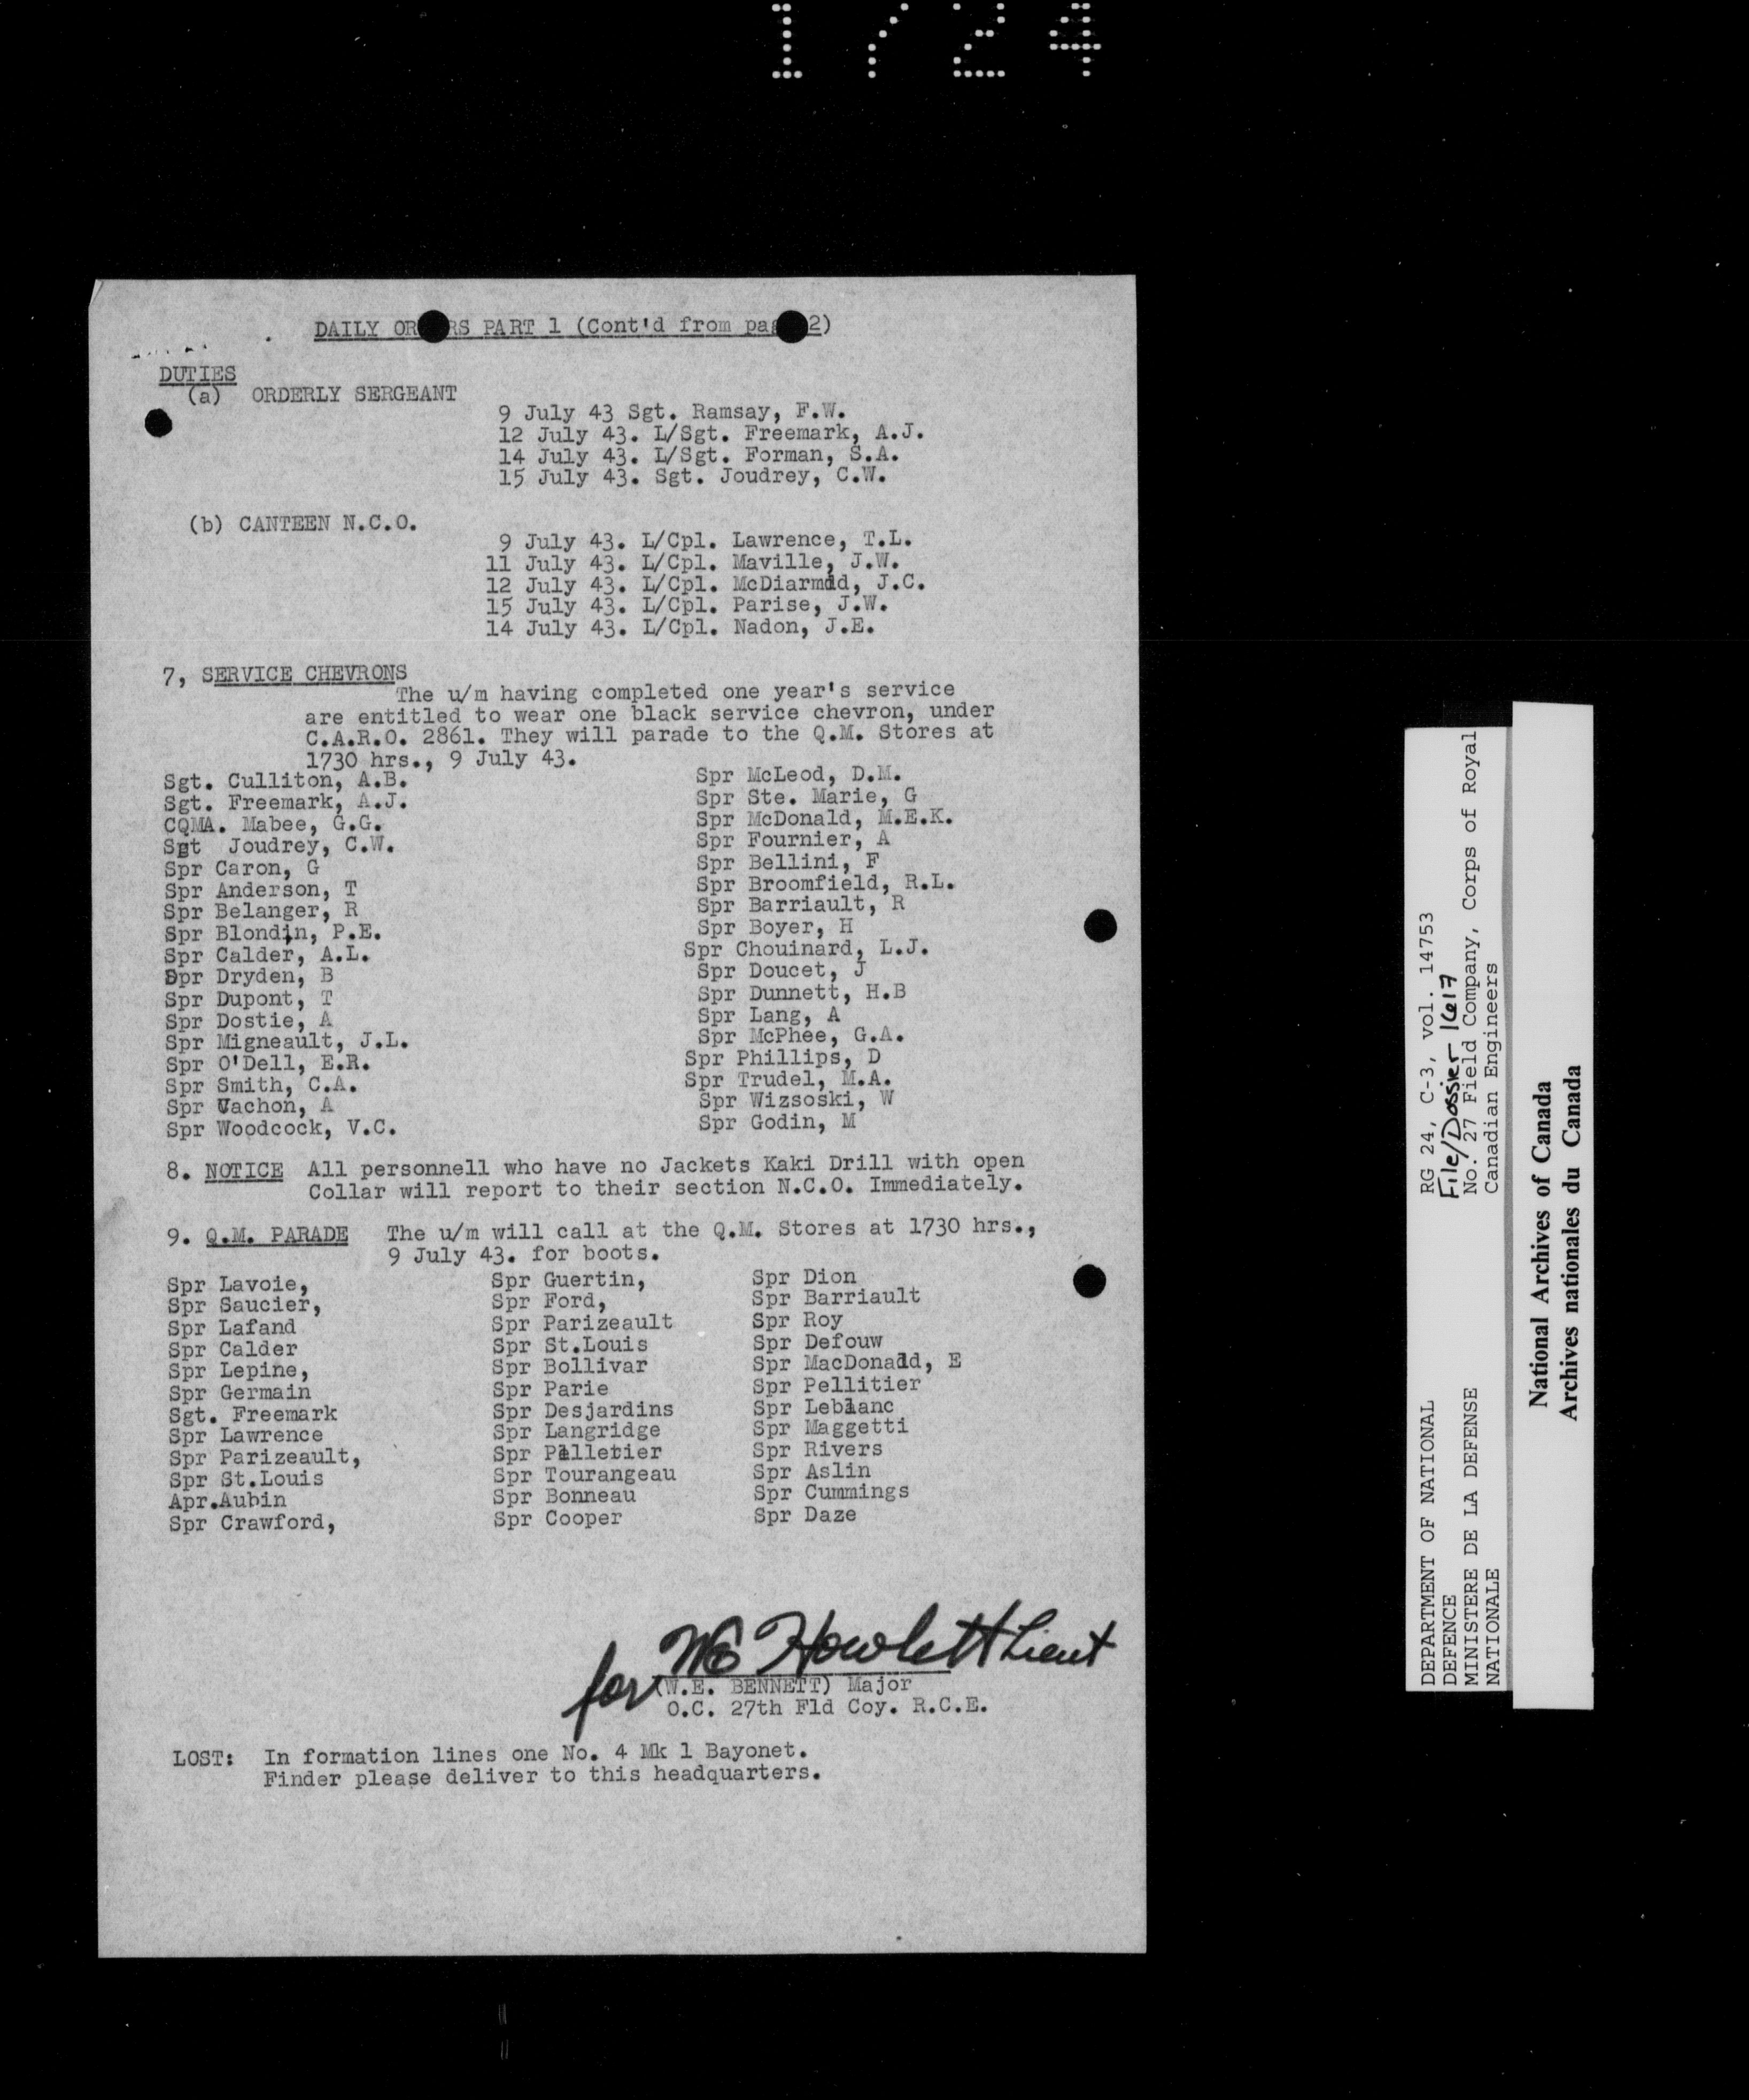 1724
DAILY ORDERS PART 1 (Cont'd from page 2)
DUTIES
(a) ORDERLY SERGEANT
9 July 43 Sgt. Ramsay, F.W.
12 July 43. L/Sgt. Freemark, A.J.
14 July 43. L/Sgt. Forman, S.A.
15 July 43. Sgt. Joudrey, C.W.
(b) CANTEEN N.C.O.
9 July 43. L/Cpl. Lawrence, T.L.
11 July 43. L/Cpl. Maville, J.W.
12 July 43. L/Cpl. McDiarmid, J.C.
15 July 43. L/Cpl. Parise, J.W.
14 July 43. L/Cpl. Nadon, J.E.
7, SERVICE CHEVRONS
The u/m having completed one year's service
are entitled to wear one black service chevron, under
C.A.R.O. 2861. They will parade to the Q.M. Stores at
1730 hrs., 9 July 43.
Sgt. Culliton, A.B.
Sgt. Freemark, A.J.
CQMA. Mabee, G.G.
Sgt Joudrey, C.W.
Spr Caron, G
Spr Anderson, T
Spr Belanger, R
Spr Blondin, P.E.
Spr Calder, A.L.
Spr Dryden, B
Spr Dupont, T
Spr Dostie, A
Spr Migneault, J.L.
Spr O'Dell, E.R.
Spr Smith, C.A.
Spr Vachon, A
Spr Woodcock, V.C.
Spr McLeod, D.M.
Spr Ste. Marie, G
Spr McDonald, M.E.K.
Spr Fournier, A
Spr Bellini, F
Spr Broomfield, R.L.
Spr Barriault, R
Spr Boyer, H
Spr Chouinard, L.J.
Spr Doucet, J
Spr Dunnett, H.B
Spr Lang, A
Spr McPhee, G.A.
Spr Phillips, D
Spr Trudel, M.A.
Spr Wizsoski, W
Spr Godin, M
8. NOTICE All personnell who have no Jackets Kaki Drill with open
Collar will report to their section N.C.O. Immediately.
9. Q.M. PARADE The u/m will call at the Q.M. Stores at 1730 hrs.,
9 July 43. for boots.
Spr Lavoie,
Spr Saucier,
Spr Lafand
Spr Calder
Spr Lepine,
Spr Germain
Sgt. Freemark
Spr Lawrence
Spr Parizeault,
Spr St.Louis
Apr.Aubin
Spr Crawford,
Spr Guertin,
Spr Ford,
Spr Parizeault
Spr St.Louis
Spr Bollivar
Spr Parie
Spr Desjardins
Spr Langridge
Spr Pelletier
Spr Tourangeau
Spr Bonneau
Spr Cooper
Spr Dion
Spr Barriault
Spr Roy
Spr Defouw
Spr MacDonald, E
Spr Pellitier
Spr Leblanc
Spr Maggetti
Spr Rivers
Spr Aslin
Spr Cummings
Spr Daze
for WE Howlett Lieut
(W.E. BENNETT) Major
O.C. 27th Fld Coy. R.C.E.
LOST: In formation lines one No. 4 Mk 1 Bayonet.
Finder please deliver to this headquarters.
DEPARTMENT OF NATIONAL
DEFENCE
MINISTERE DE LA DEFENSE
NATIONALE
RG 24, C-3, vol. 14753
File/Dossier 1617
No. 27 Field Company, Corps of Royal
Canadian Engineers
National Archives of Canada
Archives nationales du Canada